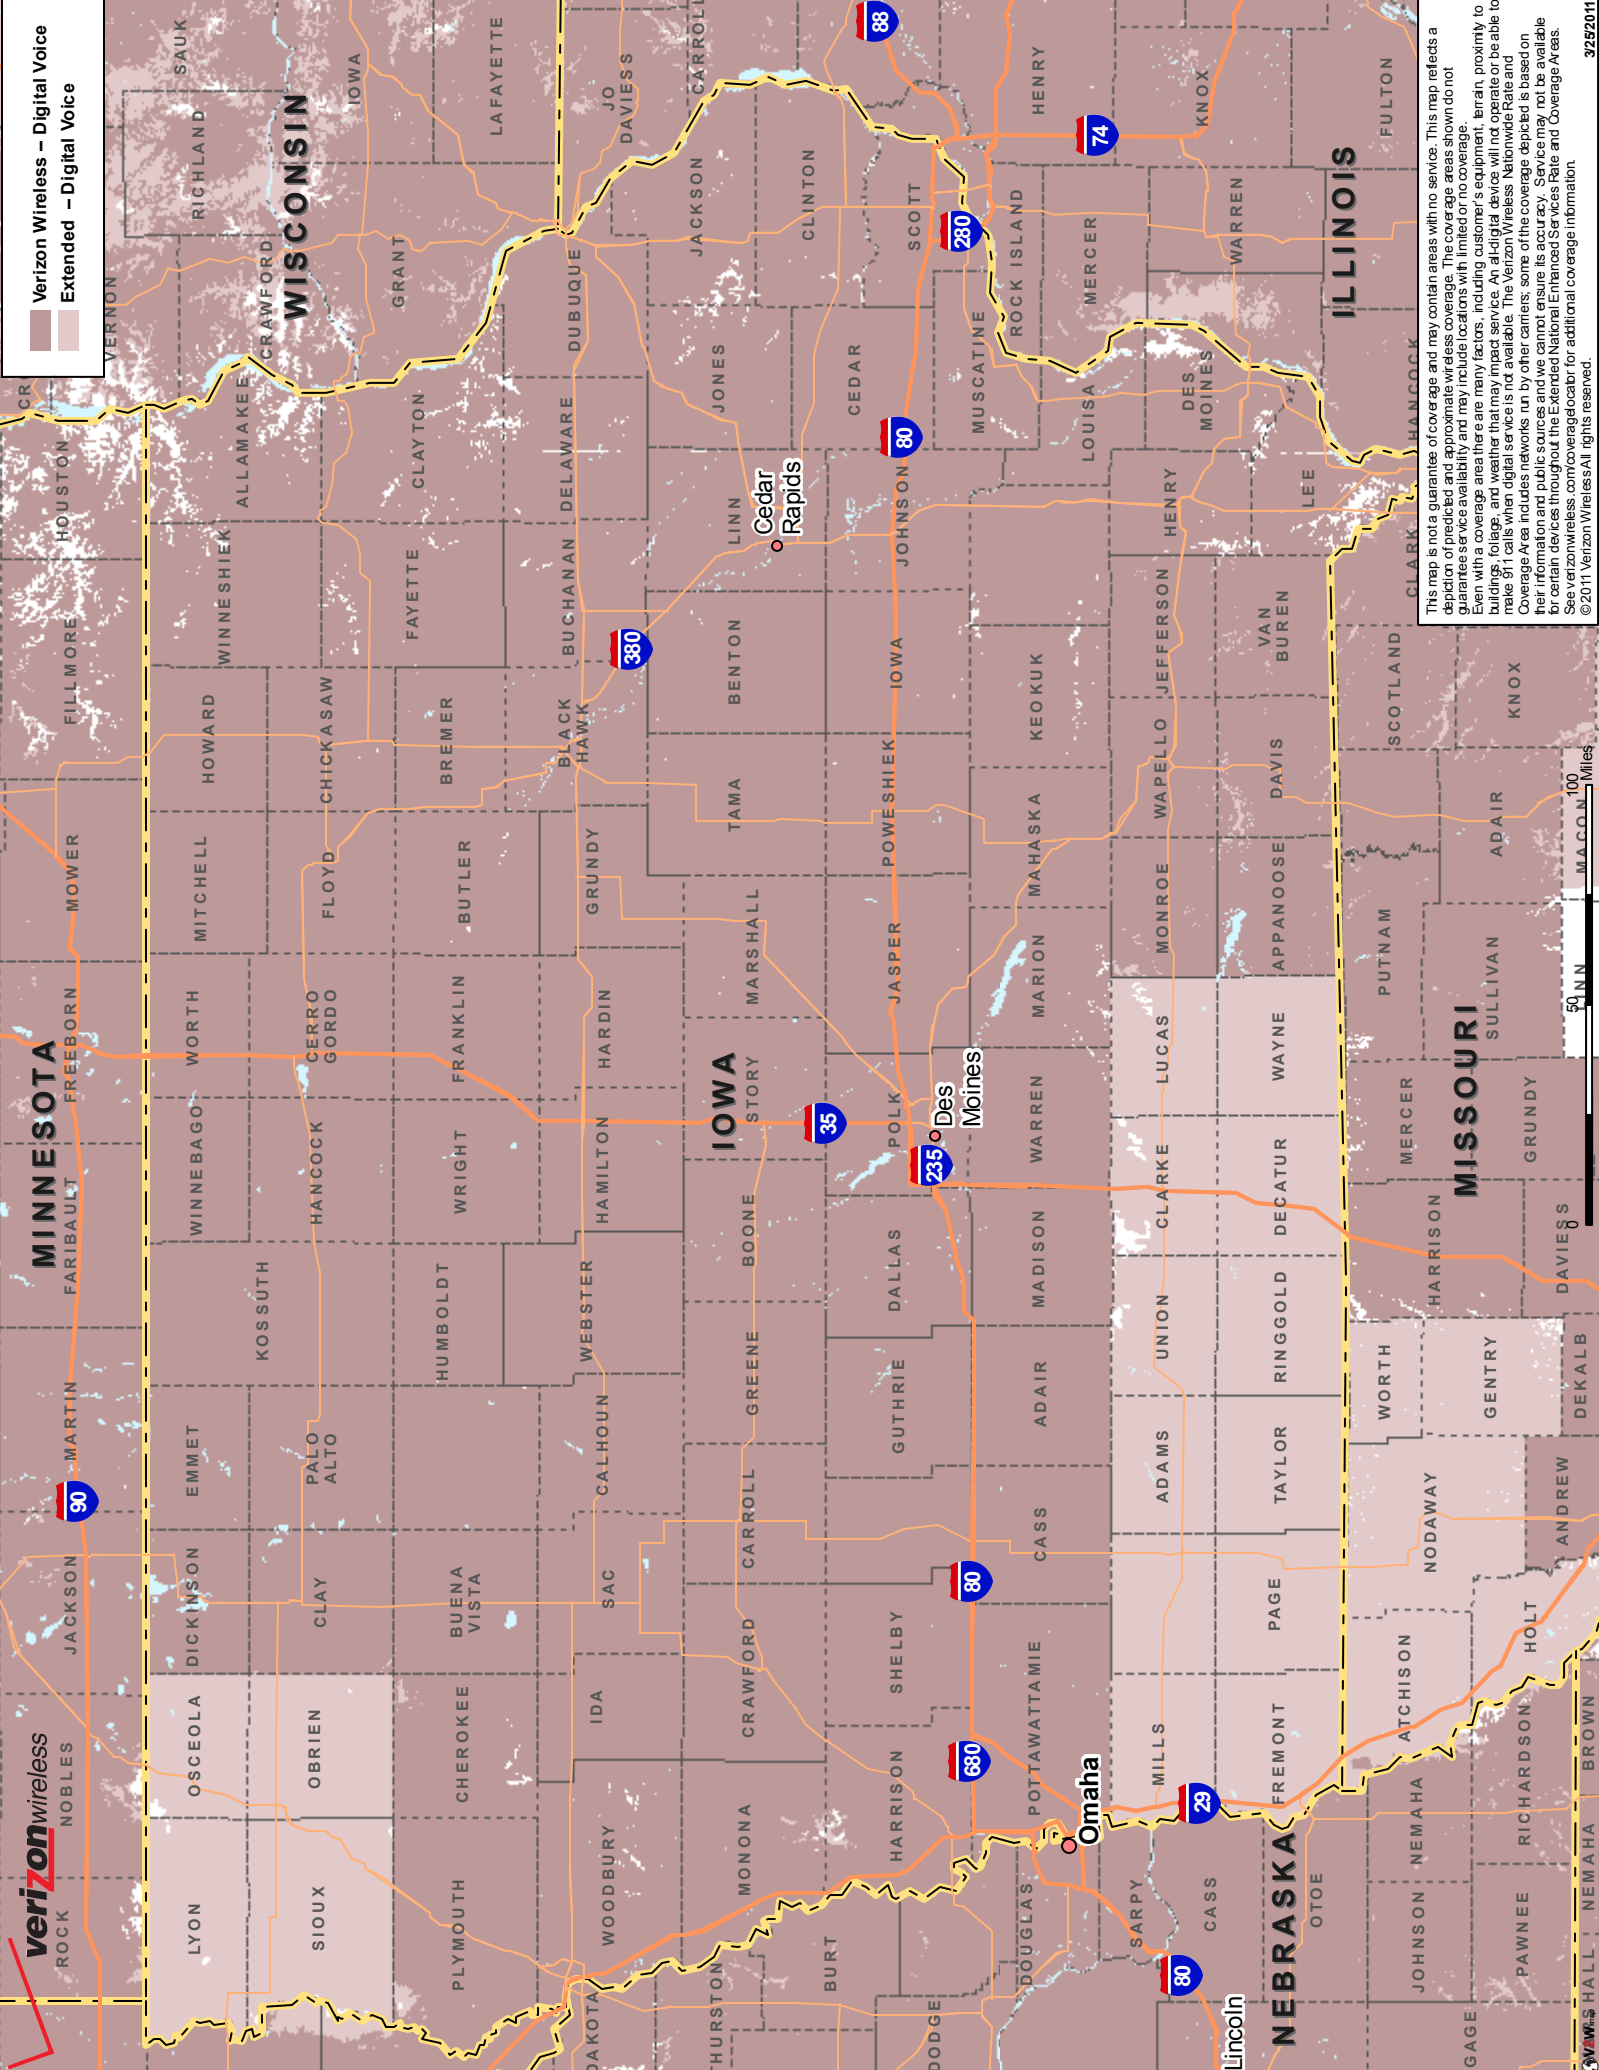 verizonwireless
Verizon Wireless – Digital Voice
Extended – Digital Voice
MINNESOTA
WISCONSIN
IOWA
ILLINOIS
MISSOURI
NEBRASKA
ROCK
NOBLES
JACKSON
MARTIN
FARIBAULT
FREEBORN
MOWER
FILLMORE
HOUSTON
VERNON
CRAWFORD
RICHLAND
SAUK
GRANT
IOWA
LAFAYETTE
JO
DAVIESS
CARROLL
90
LYON
OSCEOLA
DICKINSON
EMMET
KOSSUTH
WINNEBAGO
WORTH
MITCHELL
HOWARD
WINNESHIEK
ALLAMAKEE
SIOUX
OBRIEN
CLAY
PALO
ALTO
HANCOCK
CERRO
GORDO
FLOYD
CHICKASAW
FAYETTE
CLAYTON
PLYMOUTH
CHEROKEE
BUENA
VISTA
HUMBOLDT
WRIGHT
FRANKLIN
BUTLER
BREMER
WOODBURY
IDA
SAC
CALHOUN
WEBSTER
HAMILTON
HARDIN
GRUNDY
BLACK
HAWK
BUCHANAN
DELAWARE
DUBUQUE
380
MONONA
CRAWFORD
CARROLL
GREENE
BOONE
STORY
MARSHALL
TAMA
BENTON
LINN
JONES
JACKSON
Cedar
Rapids
CLINTON
CEDAR
SCOTT
35
HARRISON
SHELBY
GUTHRIE
DALLAS
POLK
JASPER
POWESHIEK
IOWA
JOHNSON
80
88
280
74
235
Des
Moines
680
80
POTTAWATTAMIE
CASS
ADAIR
MADISON
WARREN
MARION
MAHASKA
KEOKUK
MUSCATINE
LOUISA
ROCK ISLAND
HENRY
MERCER
Omaha
MILLS
ADAMS
UNION
CLARKE
LUCAS
MONROE
WAPELLO
JEFFERSON
HENRY
DES
MOINES
WARREN
KNOX
29
FREMONT
PAGE
TAYLOR
RINGGOLD
DECATUR
WAYNE
APPANOOSE
DAVIS
VAN
BUREN
LEE
FULTON
HANCOCK
CLARK
THURSTON
BURT
DODGE
DOUGLAS
SARPY
CASS
80
Lincoln
OTOE
JOHNSON
NEMAHA
PAWNEE
RICHARDSON
GAGE
NEMAHA
BROWN
ATCHISON
NODAWAY
HOLT
ANDREW
WORTH
GENTRY
DEKALB
HARRISON
DAVIESS
MERCER
GRUNDY
PUTNAM
SULLIVAN
ADAIR
MACON
SCOTLAND
KNOX
0
50
100
Miles
This map is not a guarantee of coverage and may contain areas with no service. This map reflects a
depiction of predicted and approximate wireless coverage. The coverage areas shown do not
guarantee service availability and may include locations with limited or no coverage.
Even with a coverage area there are many factors, including customer's equipment, terrain, proximity to
buildings, foliage, and weather that may impact service. An all-digital device will not operate or be able to
make 911 calls when digital service is not available. The Verizon Wireless Nationwide Rate and
Coverage Area includes networks run by other carriers; some of the coverage depicted is based on
their information and public sources and we cannot ensure its accuracy. Service may not be available
for certain devices throughout the Extended National Enhanced Services Rate and Coverage Areas.
See verizonwireless.com/coveragelocator for additional coverage information.
© 2011 Verizon Wireless All rights reserved.
3/25/2011